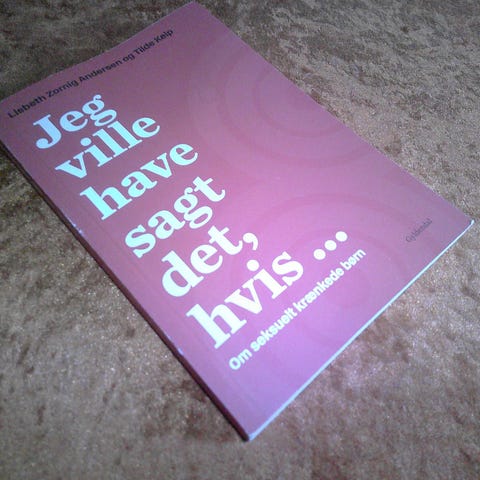 Lisbeth Zornig Andersen og Tilde Kelp
Jeg
ville
have
sagt
det,
hvis ...
Om seksuelt krænkede børn
Gyldendal